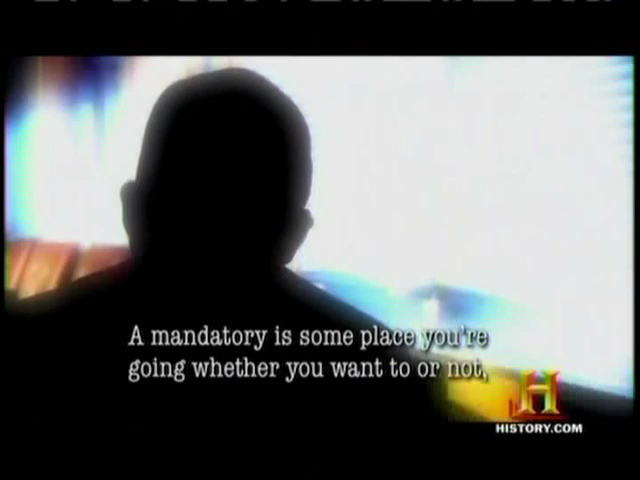 A mandatory is some place you're
going whether you want to or not,
H
HISTORY.COM